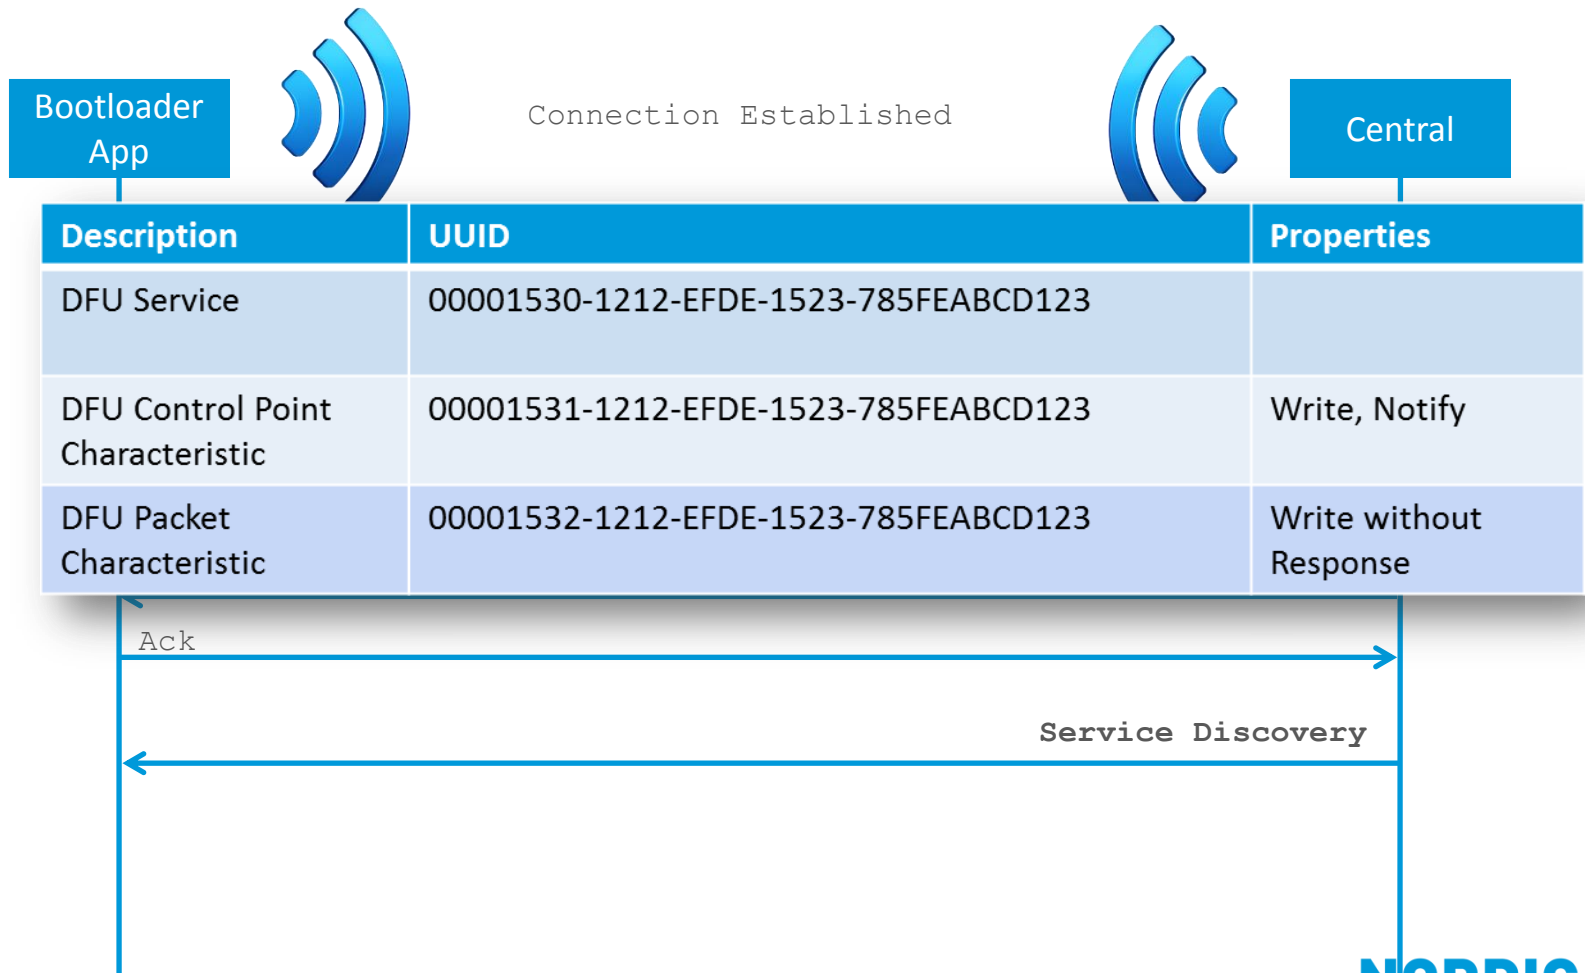 Bootloader
App
Connection Established
Central
Description UUID Properties
DFU Service 00001530-1212-EFDE-1523-785FEABCD123
DFU Control Point
Characteristic
00001531-1212-EFDE-1523-785FEABCD123 Write, Notify
DFU Packet
Characteristic
00001532-1212-EFDE-1523-785FEABCD123 Write without
Response
Ack
Service Discovery
NORDIC